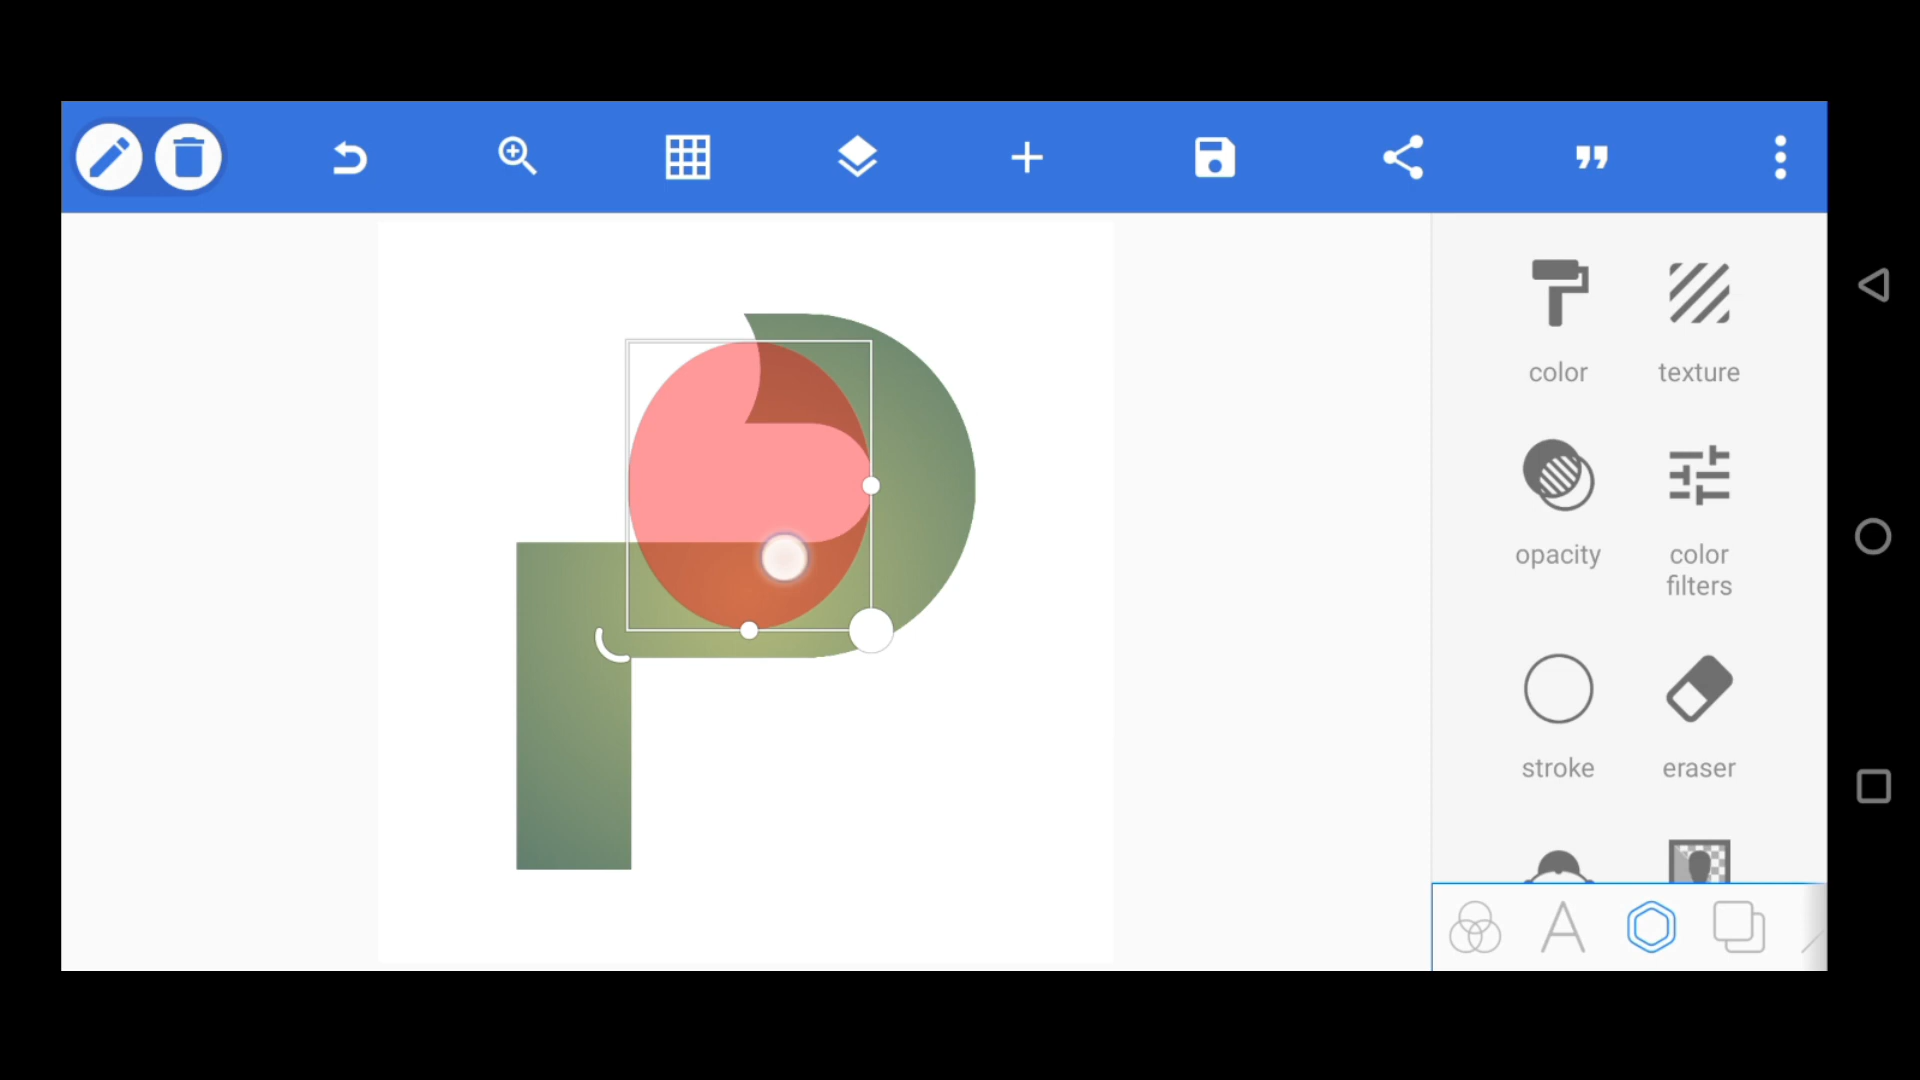 color
texture
opacity
color
filters
stroke
eraser